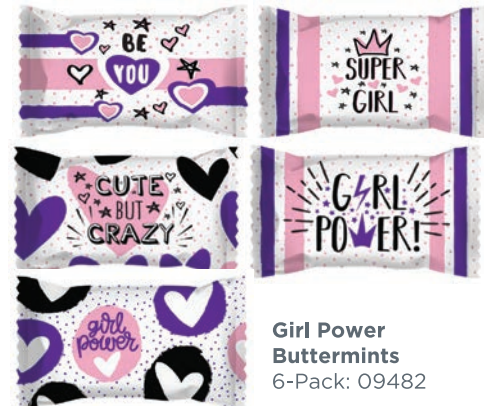 BE
YOU
SUPER
GIRL
CUTE
BUT
CRAZY
GIRL
POWER!
girl
power
Girl Power
Buttermints
6-Pack: 09482